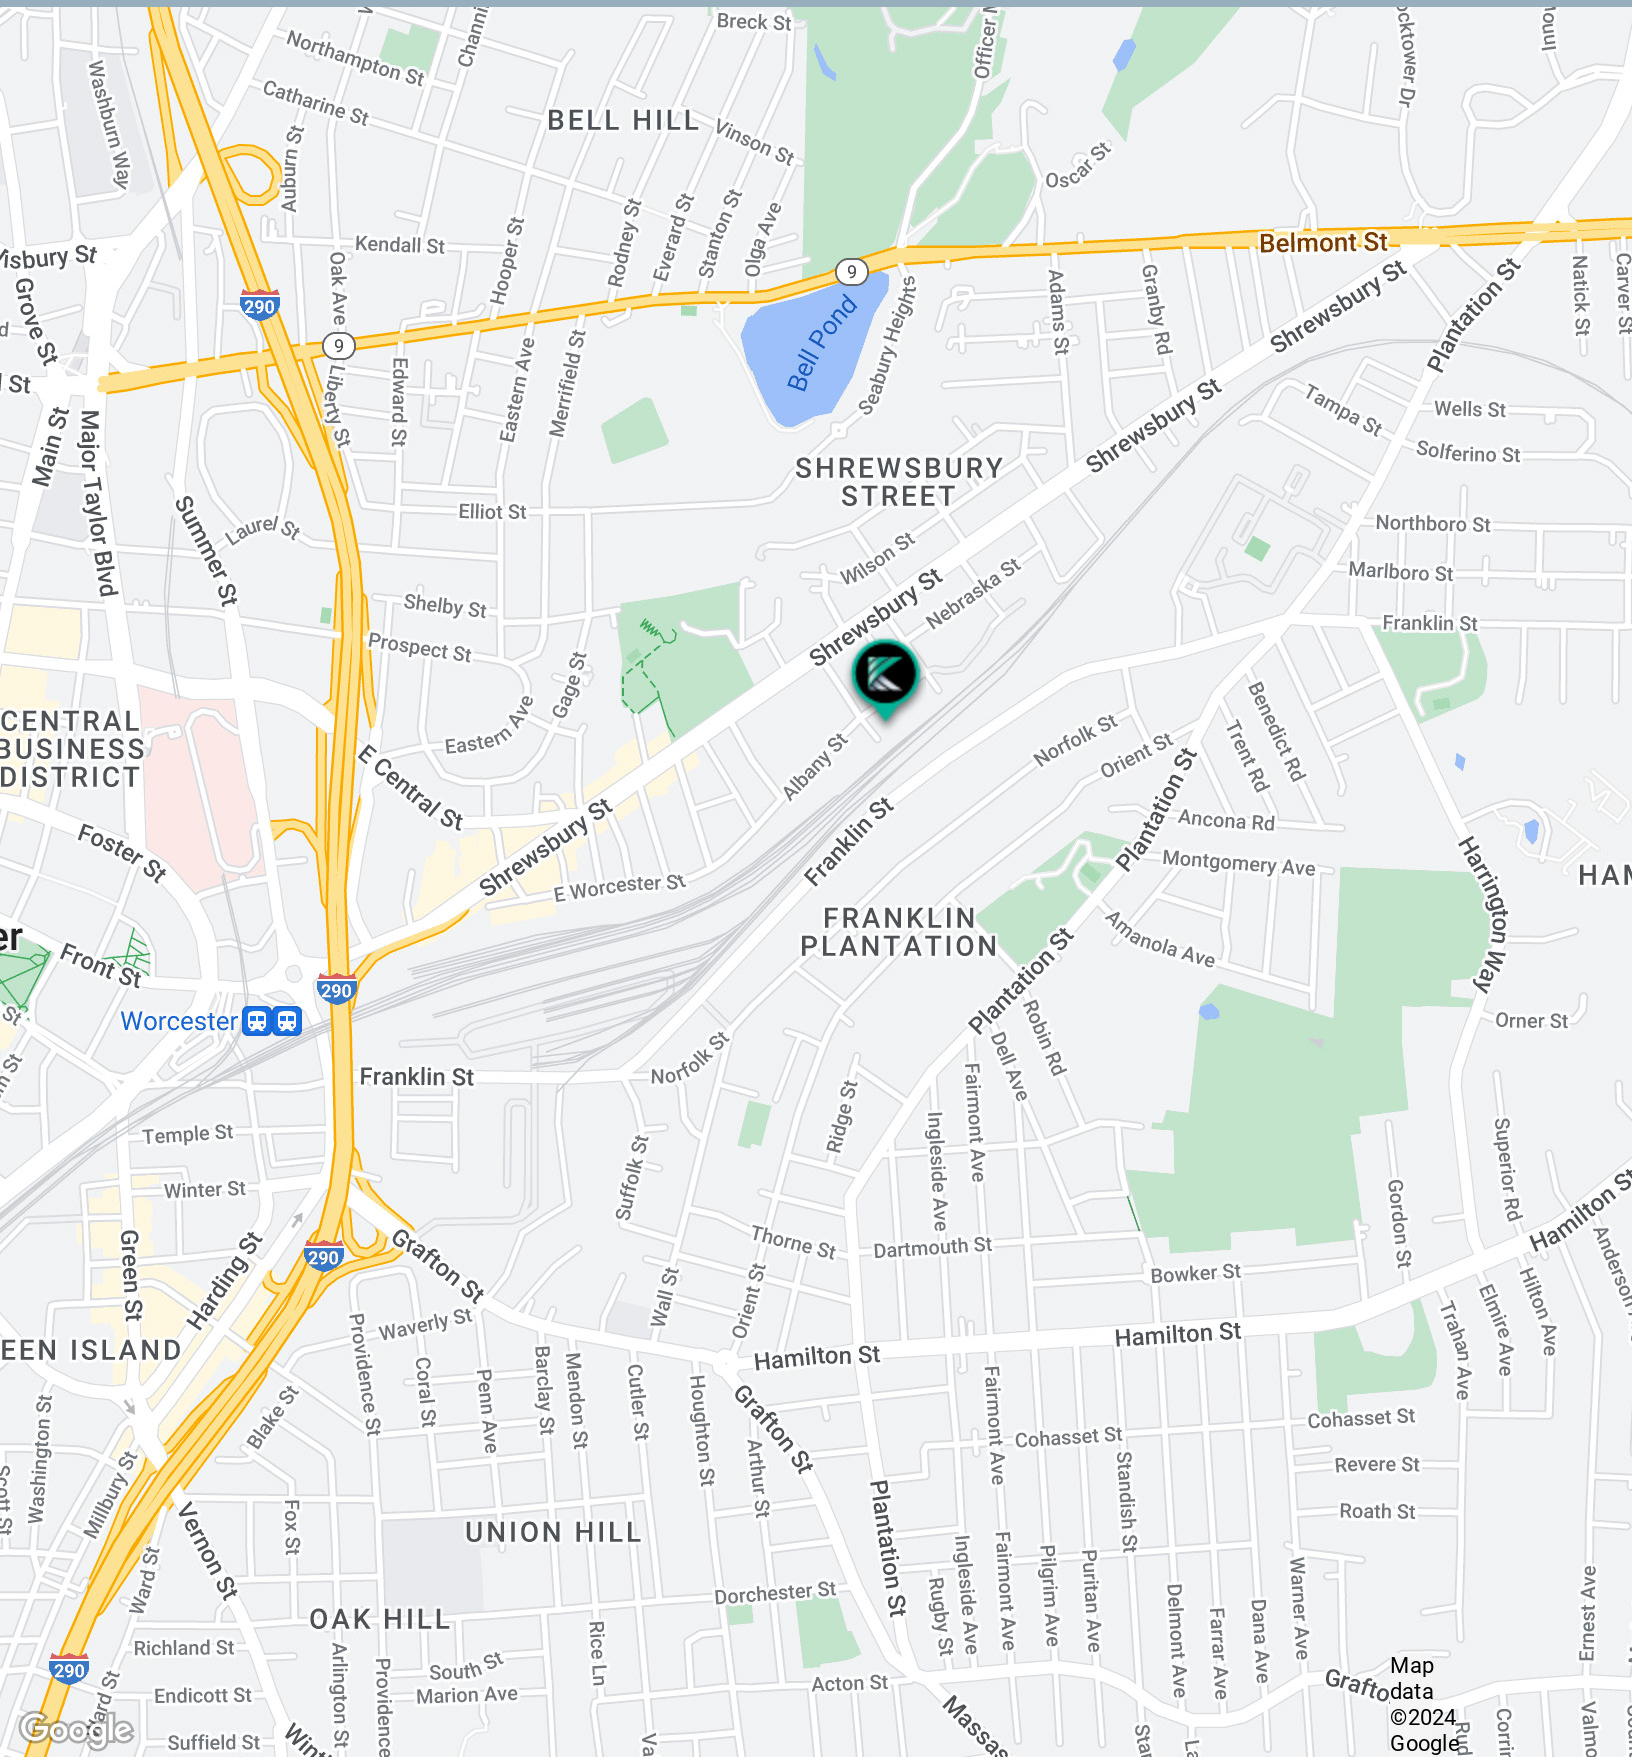 Breck St
Officer
Northampton St
Washburn Way
Catharine St
BELL HILL
Vinson St
Oscar St
Auburn St
Kendall St
Oak Ave
Hooper St
Rodney St
Everard St
Stanton St
Olga Ave
9
Belmont St
Adams St
Granby Rd
Shrewsbury St
Plantation St
Natick St
Carver St
Grove St
290
9
Bell Pond
Seabury Heights
St
Main St
Major Taylor Blvd
Liberty St
Edward St
Eastern Ave
Merrifield St
Shrewsbury St
Tampa St
Wells St
Solferino St
SHREWSBURY
STREET
Summer St
Laurel St
Elliot St
Northboro St
Wilson St
Nebraska St
Marlboro St
Shelby St
Shrewsbury St
Franklin St
Prospect St
Gage St
CENTRAL
BUSINESS
DISTRICT
Eastern Ave
Albany St
Norfolk St
Orient St
Benedict Rd
Trent Rd
E Central St
Shrewsbury St
Franklin St
Plantation St
Ancona Rd
Foster St
Montgomery Ave
E Worcester St
FRANKLIN
PLANTATION
Harrington Way
HAM
Front St
Amanola Ave
Plantation St
290
Worcester
Robin Rd
Dell Ave
Orner St
Franklin St
Norfolk St
Ridge St
Fairmont Ave
Ingleside Ave
Temple St
Winter St
Suffolk St
Superior Rd
Gordon St
Hamilton St
Green St
Harding St
290
Grafton St
Thorne St
Dartmouth St
Bowker St
Wall St
Orient St
Anderson
Hilton Ave
Elmire Ave
Trahan Ave
EEN ISLAND
Waverly St
Providence St
Coral St
Penn Ave
Barclay St
Mendon St
Cutler St
Houghton St
Hamilton St
Hamilton St
Grafton St
Arthur St
Fairmont Ave
Cohasset St
Cohasset St
Washington St
Blake St
Millbury St
Revere St
Standish St
Roath St
Fox St
Vernon St
UNION HILL
Plantation St
Ward St
OAK HILL
Dorchester St
Rugby St
Ingleside Ave
Fairmont Ave
Pilgrim Ave
Puritan Ave
Delmont Ave
Farrar Ave
Dana Ave
Warner Ave
Ernest Ave
Richland St
290
Arlington St
Providence
South St
Marion Ave
Rice Ln
Acton St
Endicott St
Suffield St
Grafto
Map
data
©2024
Google
Google